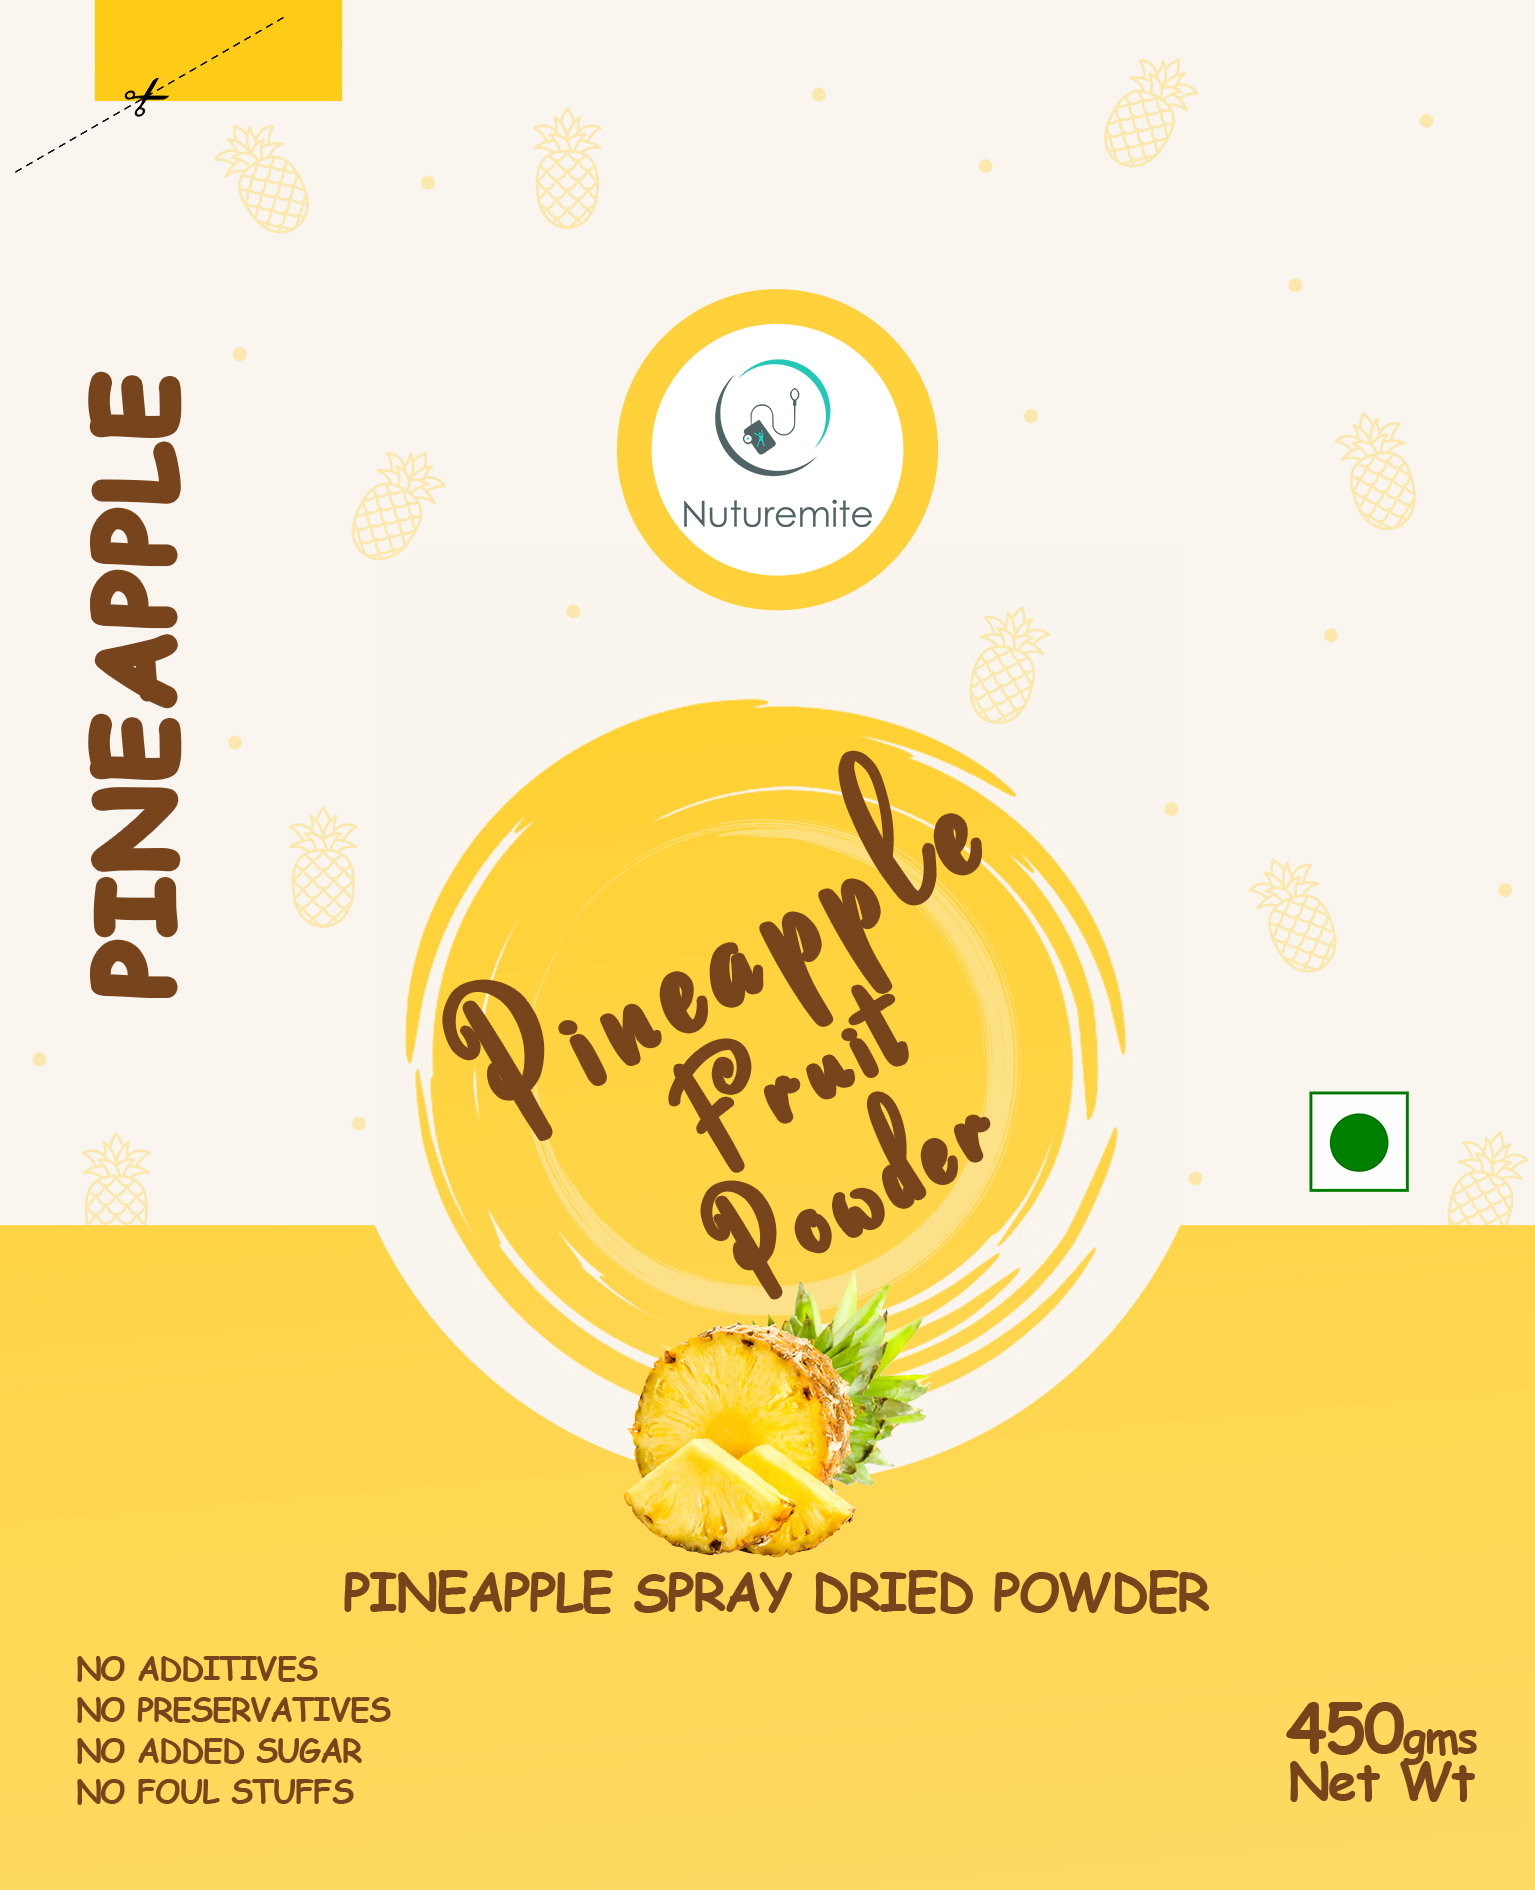 PINEAPPLE
Nuturemite
Pineapple
Fruit
Powder
PINEAPPLE SPRAY DRIED POWDER
NO ADDITIVES
NO PRESERVATIVES
NO ADDED SUGAR
NO FOUL STUFFS
450gms
Net Wt